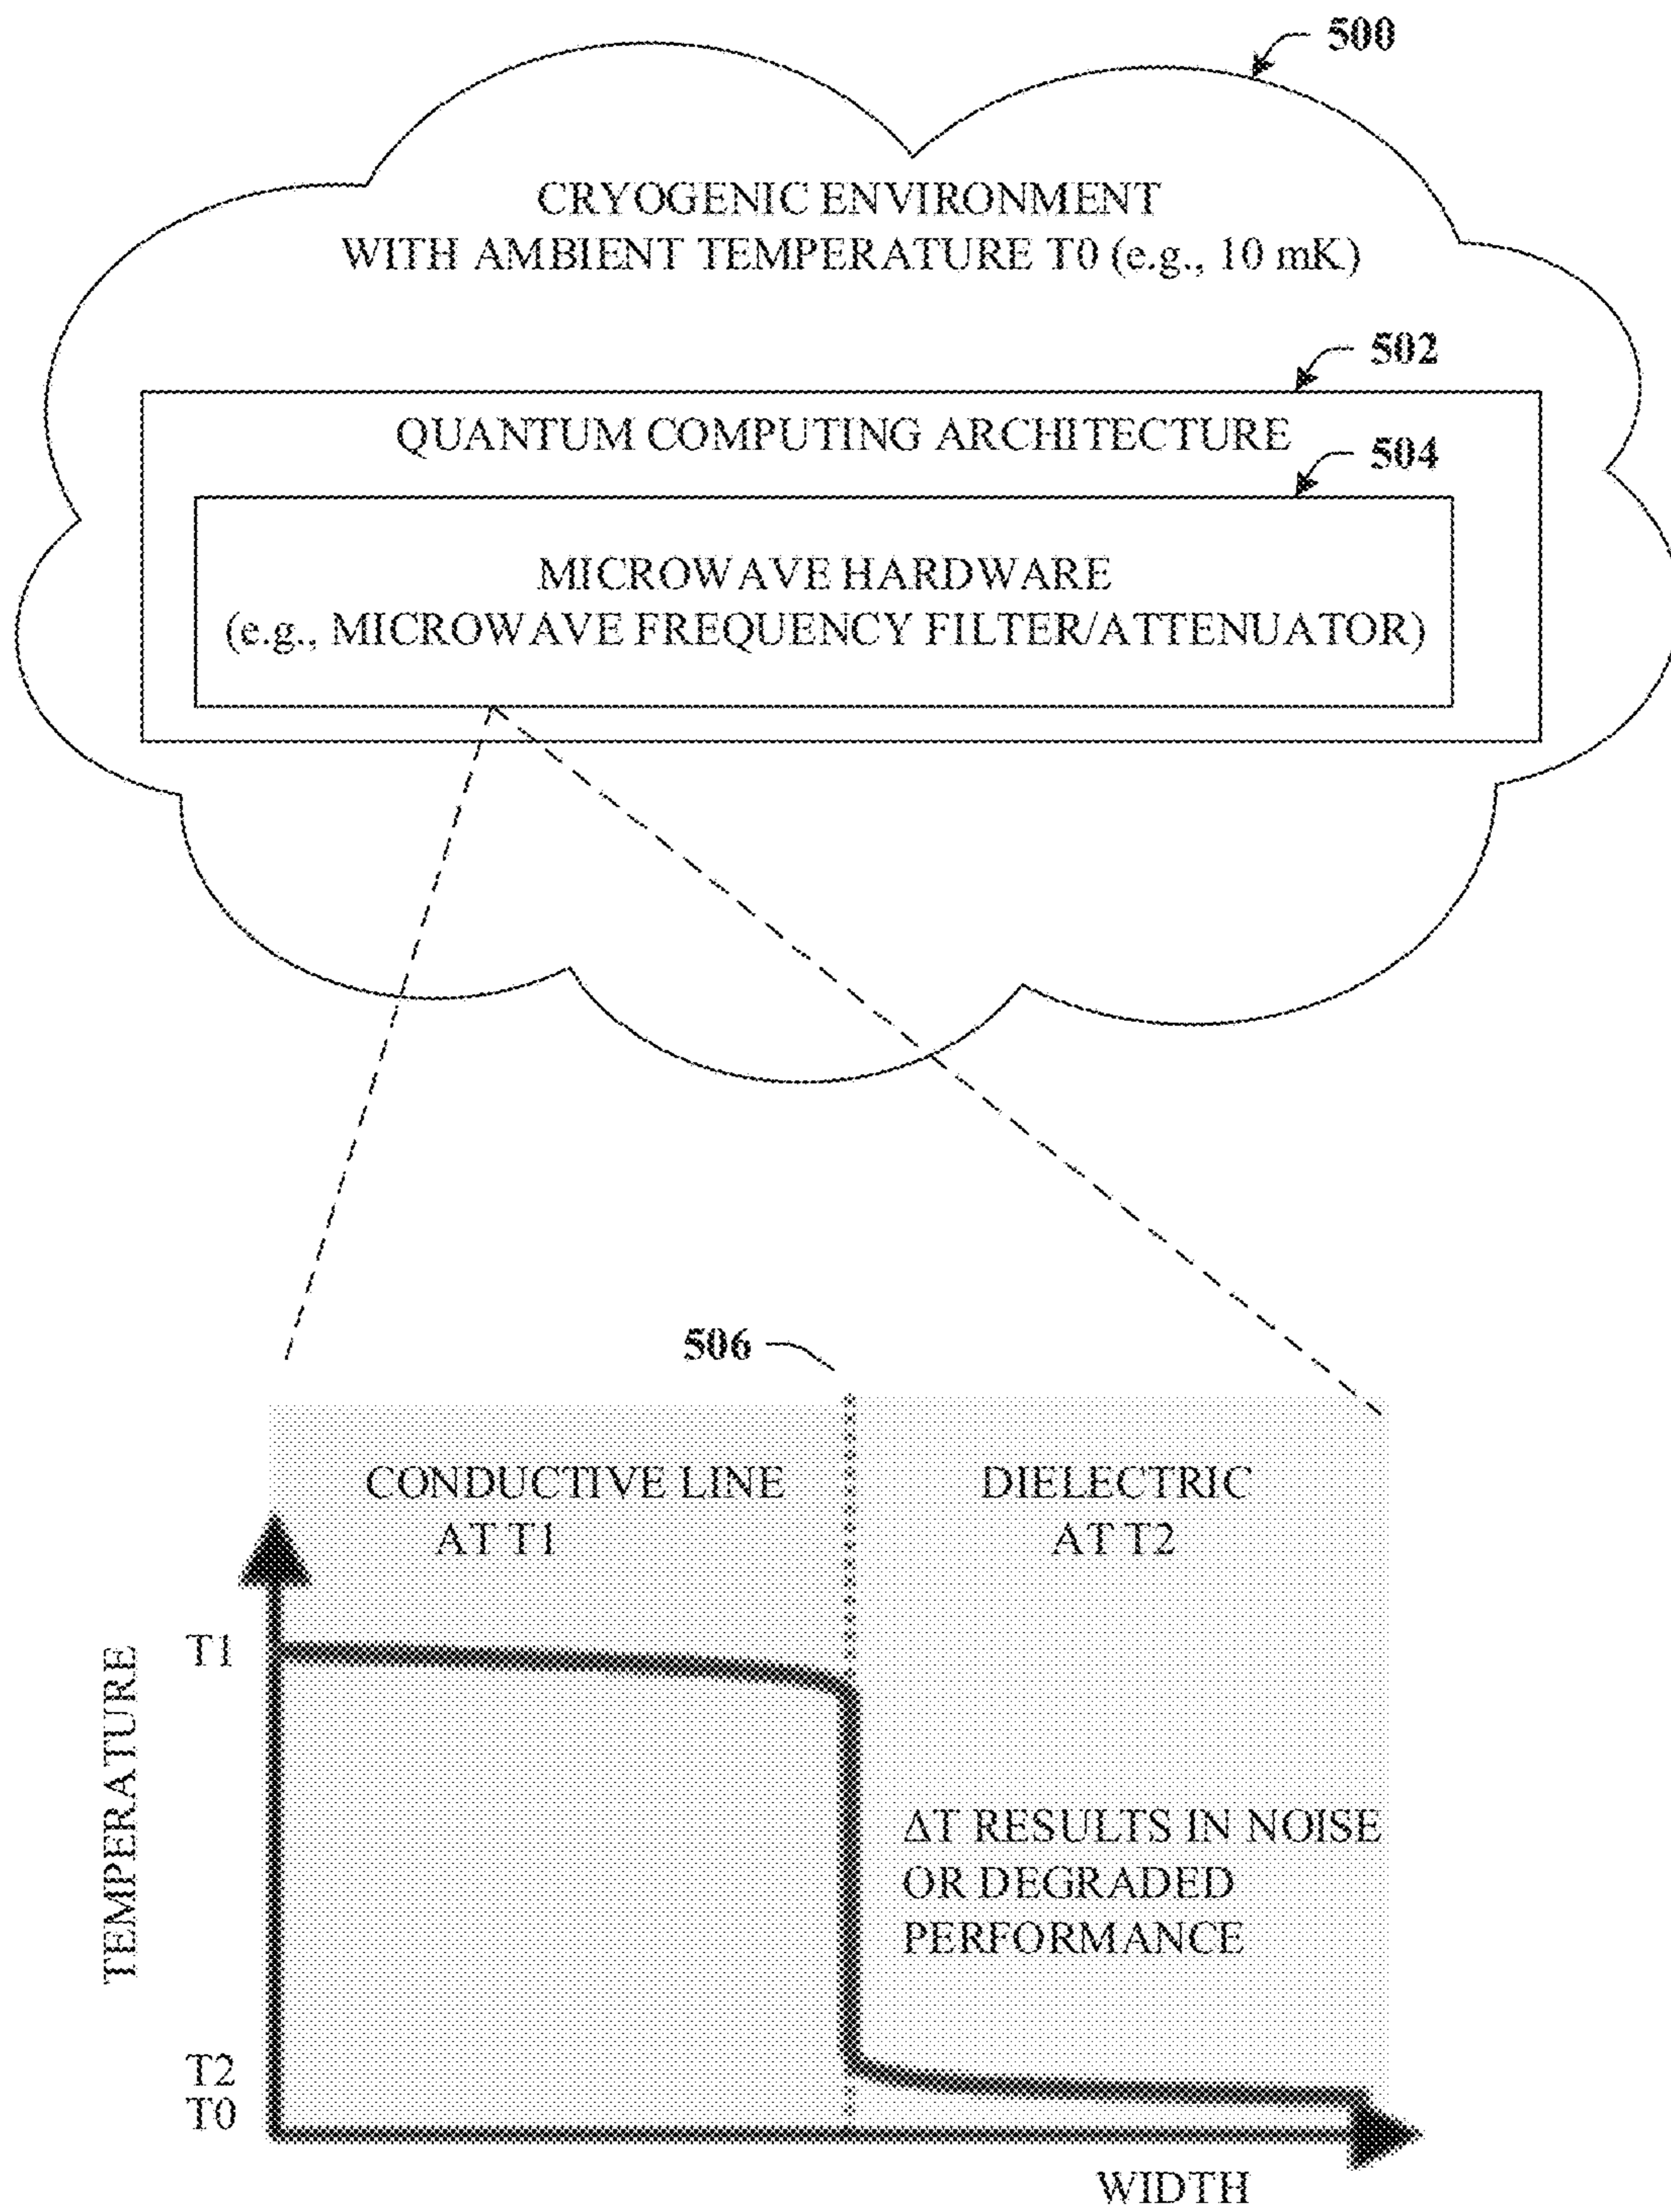 500
CRYOGENIC ENVIRONMENT
WITH AMBIENT TEMPERATURE T0 (e.g., 10 mK)
502
QUANTUM COMPUTING ARCHITECTURE
504
MICROWAVE HARDWARE
(e.g., MICROWAVE FREQUENCY FILTER/ATTENUATOR)
506
CONDUCTIVE LINE
AT T1
DIELECTRIC
AT T2
T1
TEMPERATURE
ΔT RESULTS IN NOISE
OR DEGRADED
PERFORMANCE
T2
T0
WIDTH